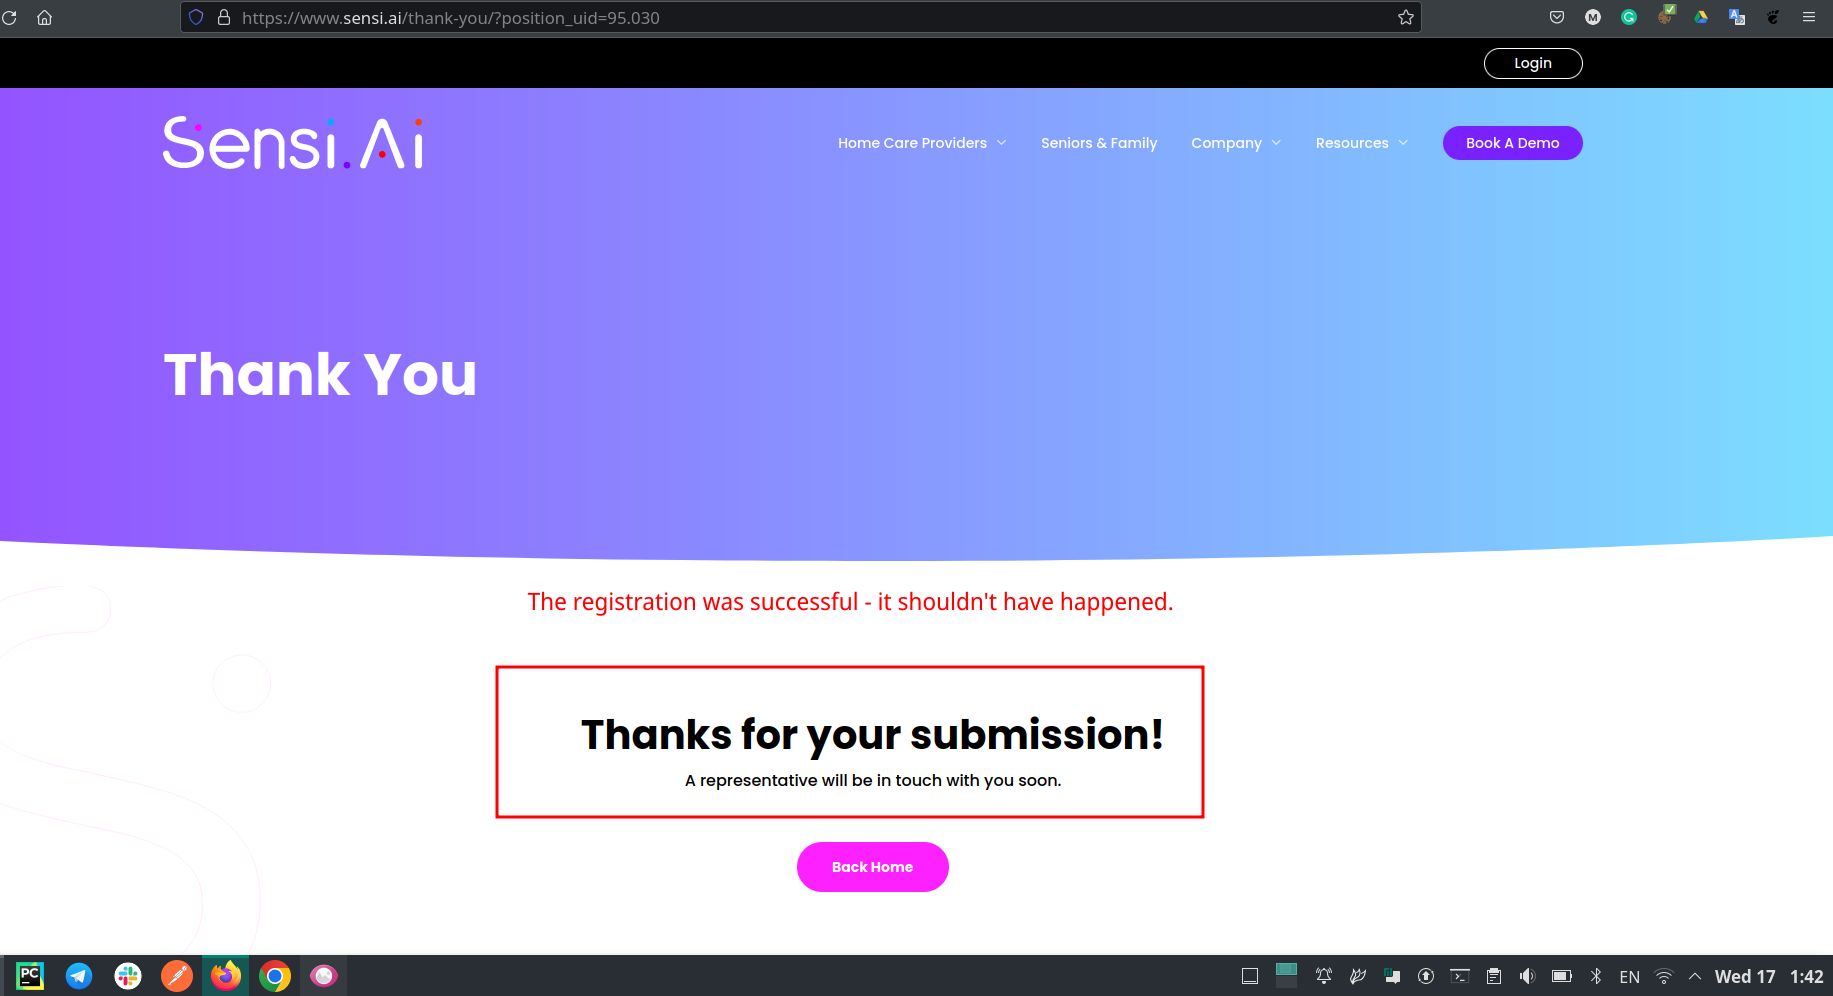 https://www.sensi.ai/thank-you/?position_uid=95.030
Login
Sensi.Ai
Home Care Providers
Seniors & Family
Company
Resources
Book A Demo
Thank You
The registration was successful - it shouldn't have happened.
Thanks for your submission!
A representative will be in touch with you soon.
Back Home
PC
EN
Wed 17
1:42